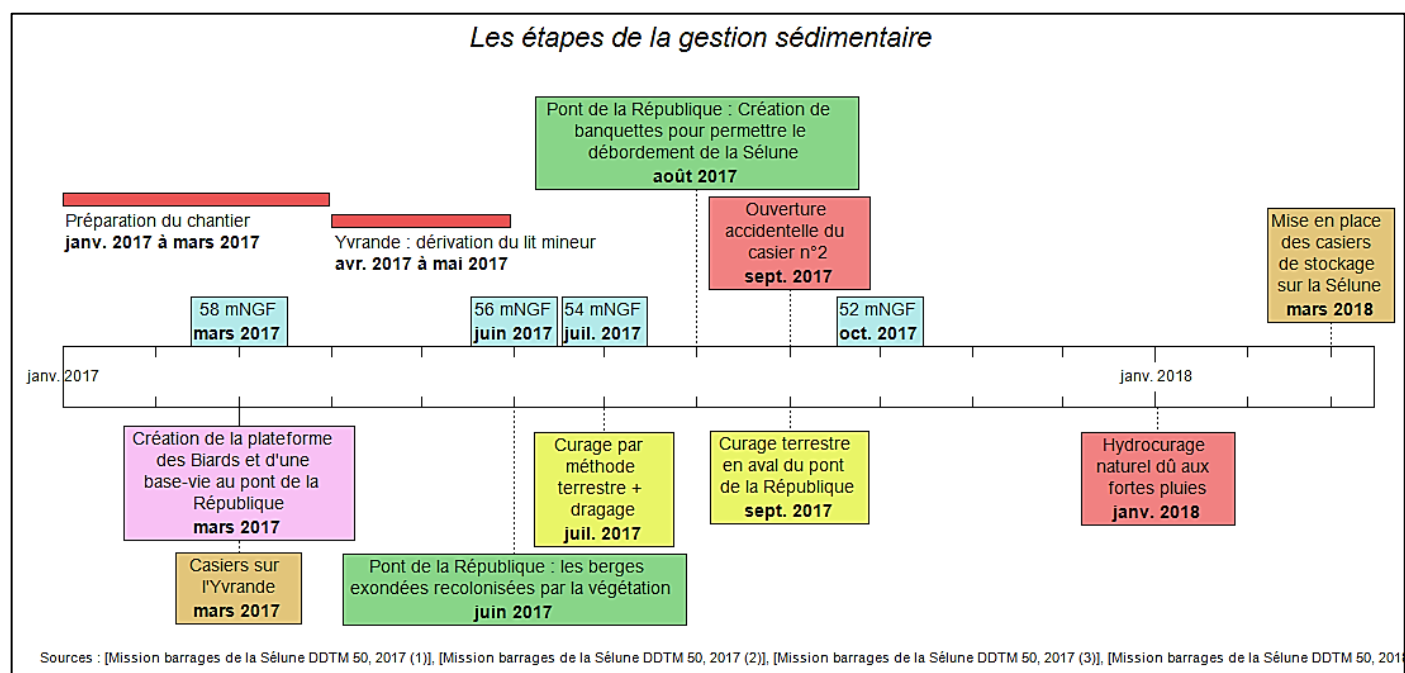 Les étapes de la gestion sédimentaire
Pont de la République : Création de
banquettes pour permettre le
débordement de la Sélune
août 2017
Préparation du chantier
janv. 2017 à mars 2017
Yvrande : dérivation du lit mineur
avr. 2017 à mai 2017
Ouverture
accidentelle du
casier n°2
sept. 2017
Mise en place
des casiers
de stockage
sur la Sélune
mars 2018
58 mNGF
mars 2017
56 mNGF
juin 2017
54 mNGF
juil. 2017
52 mNGF
oct. 2017
janv. 2017
janv. 2018
Création de la plateforme
des Biards et d'une
base-vie au pont de la
République
mars 2017
Casiers sur
l'Yvrande
mars 2017
Pont de la République : les berges
exondées recolonisées par la végétation
juin 2017
Curage par
méthode
terrestre +
dragage
juil. 2017
Curage terrestre
en aval du pont
de la République
sept. 2017
Hydrocurage
naturel dû aux
fortes pluies
janv. 2018
Sources : [Mission barrages de la Sélune DDTM 50, 2017 (1)], [Mission barrages de la Sélune DDTM 50, 2017 (2)], [Mission barrages de la Sélune DDTM 50, 2017 (3)], [Mission barrages de la Sélune DDTM 50, 2018